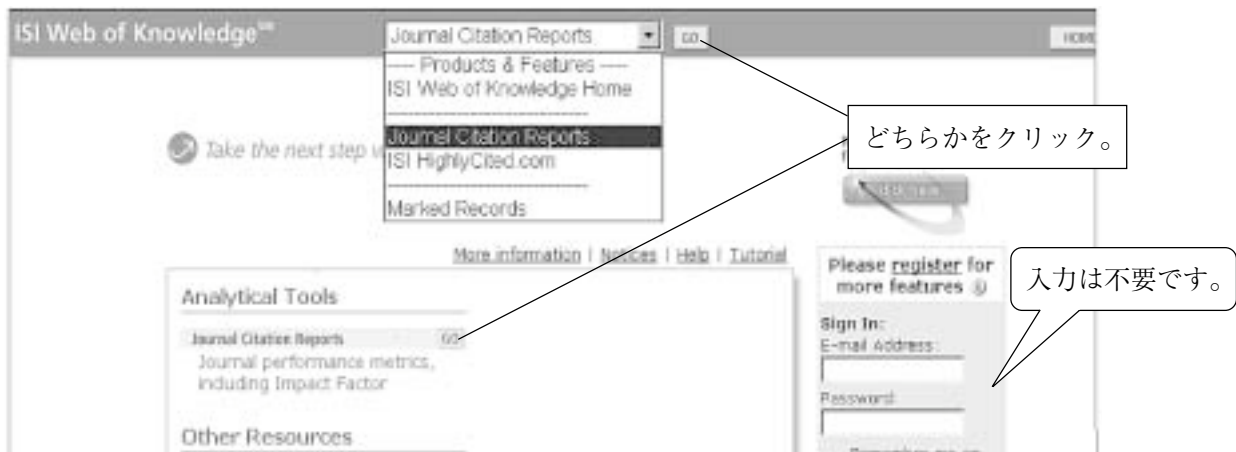 ISI Web of Knowledge℠
Journal Citation Reports
GO
HOME
---- Products & Features ----
ISI Web of Knowledge Home
Journal Citation Reports
ISI HighlyCited.com
Marked Records
どちらかをクリック。
Take the next step
More information | Notices | Help | Tutorial
Please register for
more features
入力は不要です。
Analytical Tools
Journal Citation Reports GO
Journal performance metrics,
including Impact Factor
Other Resources
Sign In:
E-mail Address:
Password: